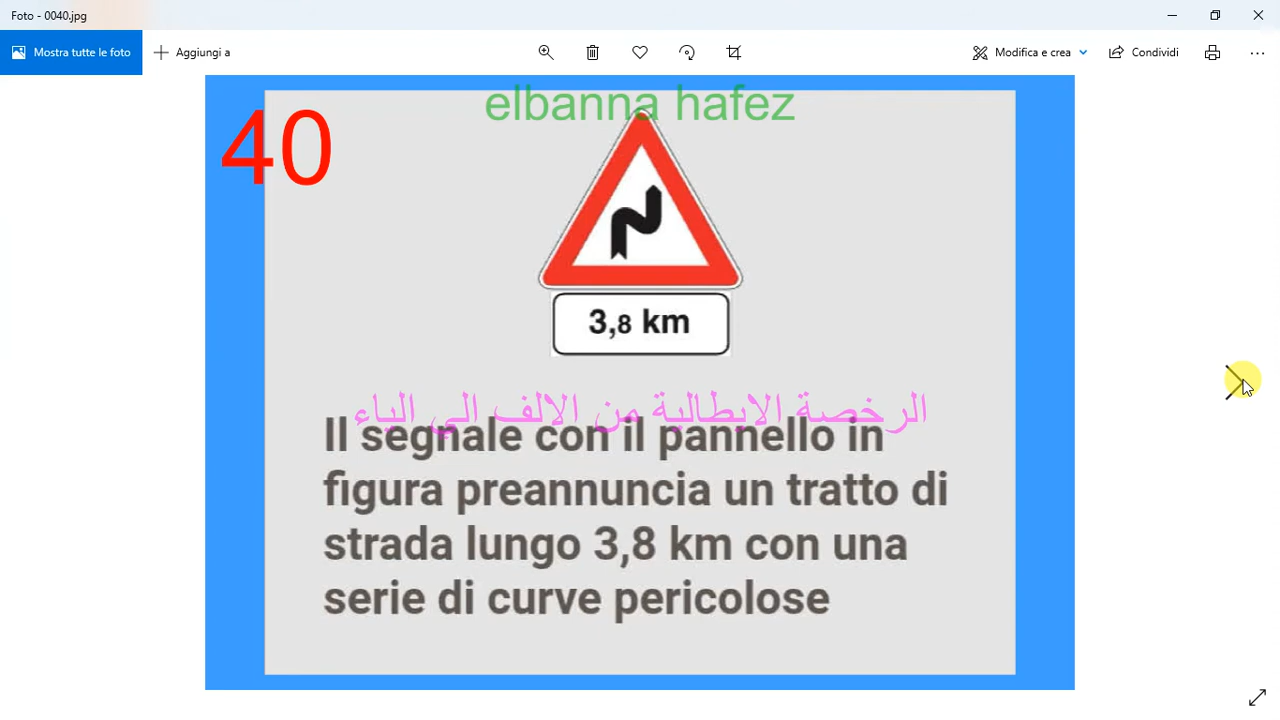 Foto - 0040.jpg
Mostra tutte le foto
Aggiungi a
Modifica e crea
Condividi
elbanna hafez
40
3,8 km
الرخصة الايطالية من الالف الي الياء
Il segnale con il pannello in
figura preannuncia un tratto di
strada lungo 3,8 km con una
serie di curve pericolose